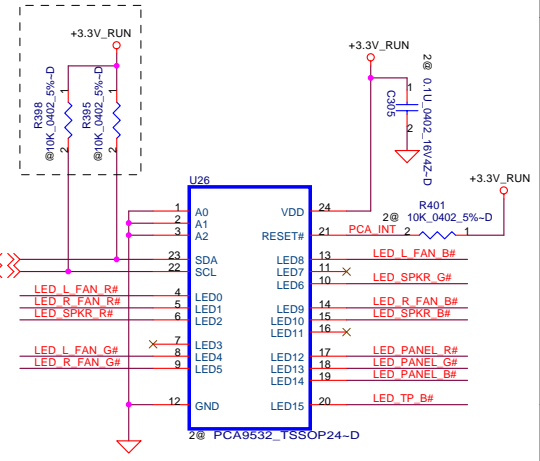 +3.3V_RUN
R398
@10K_0402_5%~D
1
2
R395
@10K_0402_5%~D
1
2
+3.3V_RUN
C305
2@ 0.1U_0402_16V4Z~D
1
2
+3.3V_RUN
R401
2@ 10K_0402_5%~D
2 1
U26
1 A0
2 A1
3 A2
23 SDA
22 SCL
LED_L_FAN_R# 4 LED0
LED_R_FAN_R# 5 LED1
LED_SPKR_R# 6 LED2
7 LED3
LED_L_FAN_G# 8 LED4
LED_R_FAN_G# 9 LED5
12 GND
VDD 24
RESET# 21 PCA_INT
LED8 13 LED_L_FAN_B#
LED7 11
LED6 10 LED_SPKR_G#
LED9 14 LED_R_FAN_B#
LED10 15 LED_SPKR_B#
LED11 16
LED12 17 LED_PANEL_R#
LED13 18 LED_PANEL_G#
LED14 19 LED_PANEL_B#
LED15 20 LED_TP_B#
2@ PCA9532_TSSOP24~D